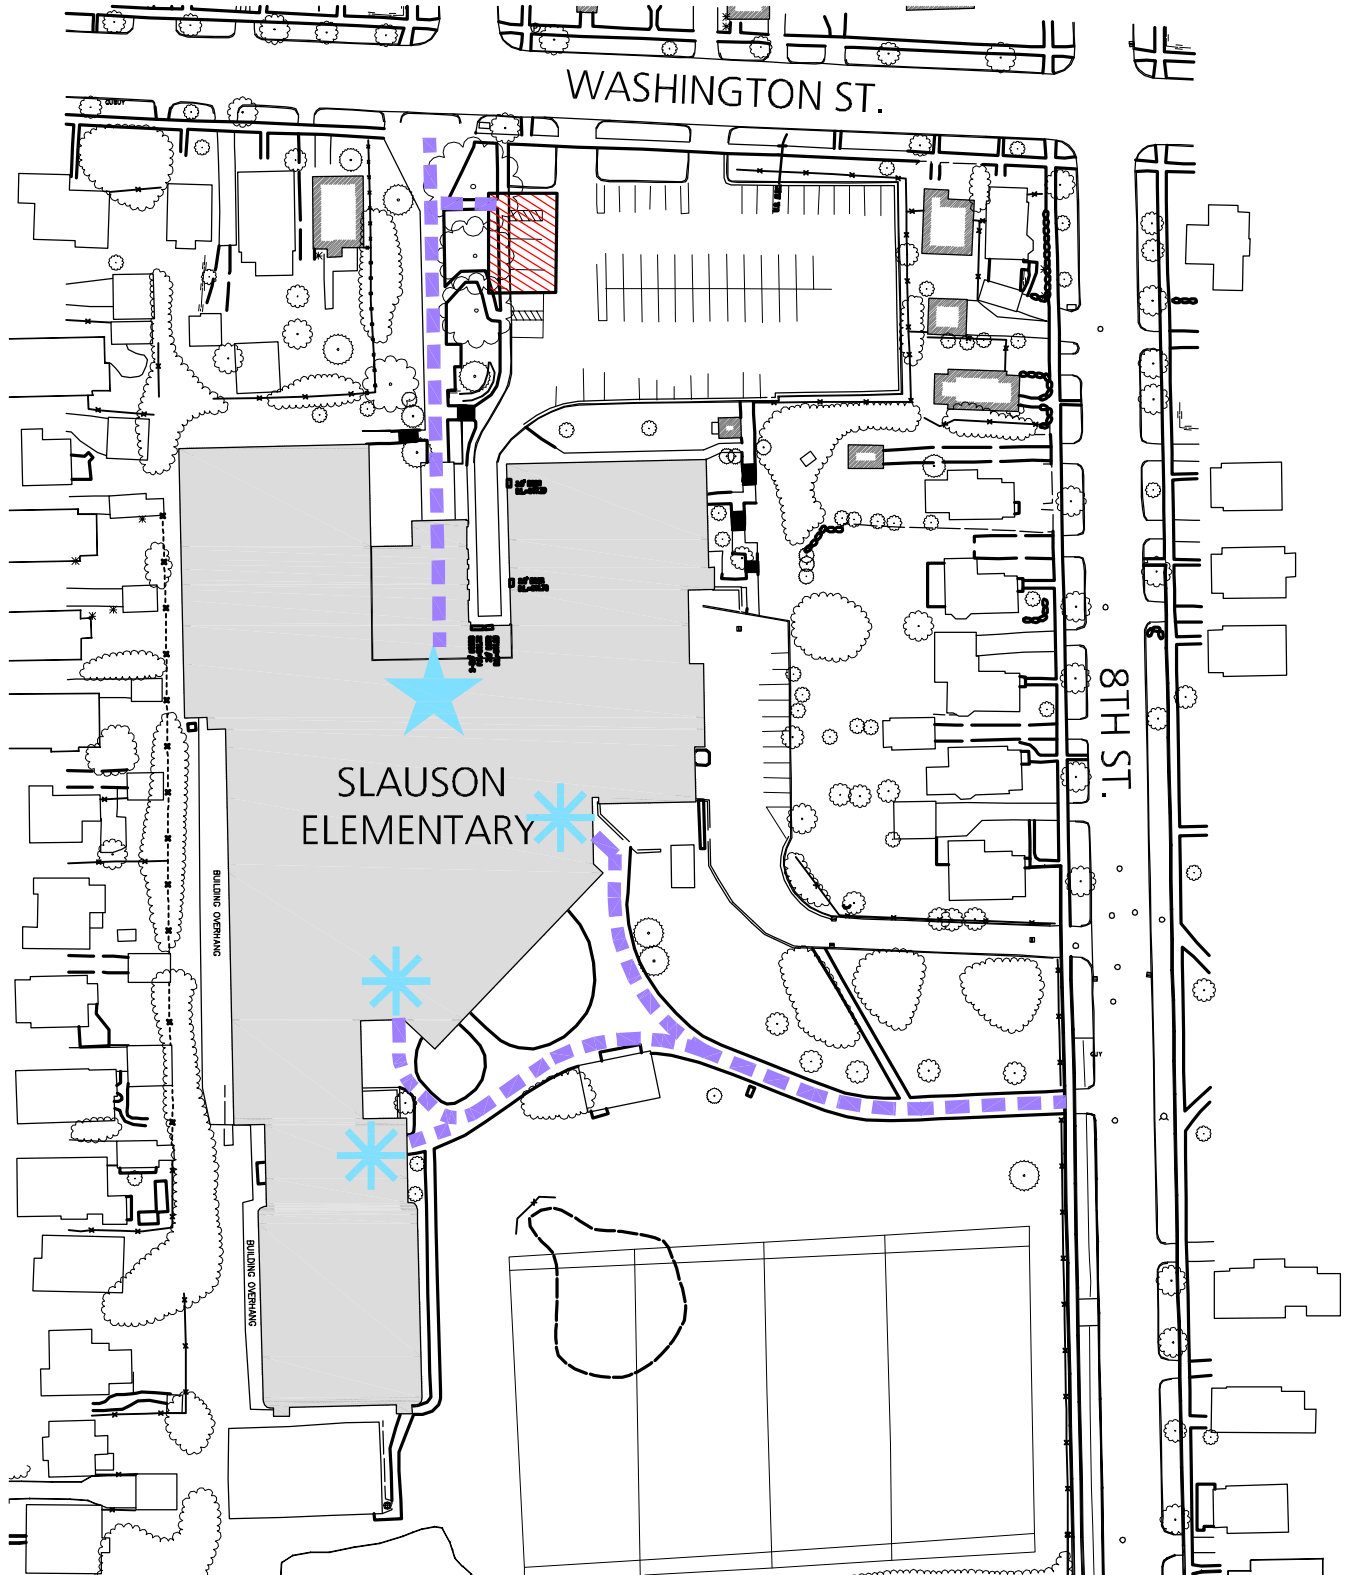 WASHINGTON ST.
8TH ST.
SLAUSON
ELEMENTARY
BUILDING OVERHANG
BUILDING OVERHANG